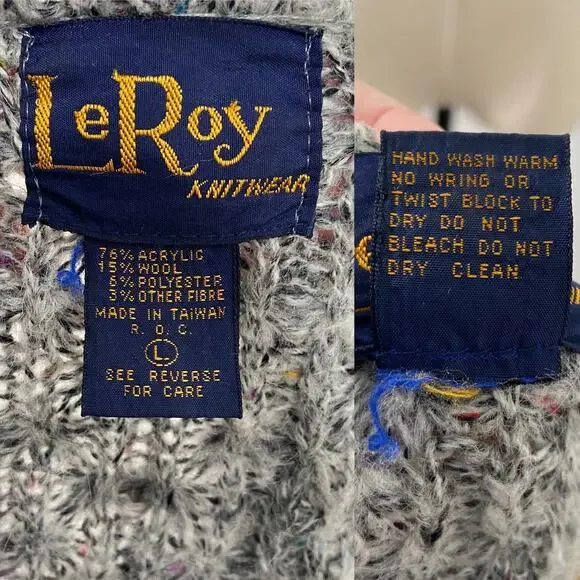 LeRoy
KNITWEAR
76% ACRYLIC
15% WOOL
6% POLYESTER
3% OTHER FIBRE
MADE IN TAIWAN
R. O. C.
L
SEE REVERSE
FOR CARE
HAND WASH WARM
NO WRING OR
TWIST BLOCK TO
DRY DO NOT
BLEACH DO NOT
DRY CLEAN